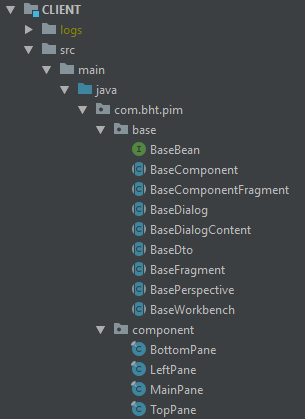 CLIENT
logs
src
main
java
com.bht.pim
base
BaseBean
BaseComponent
BaseComponentFragment
BaseDialog
BaseDialogContent
BaseDto
BaseFragment
BasePerspective
BaseWorkbench
component
BottomPane
LeftPane
MainPane
TopPane